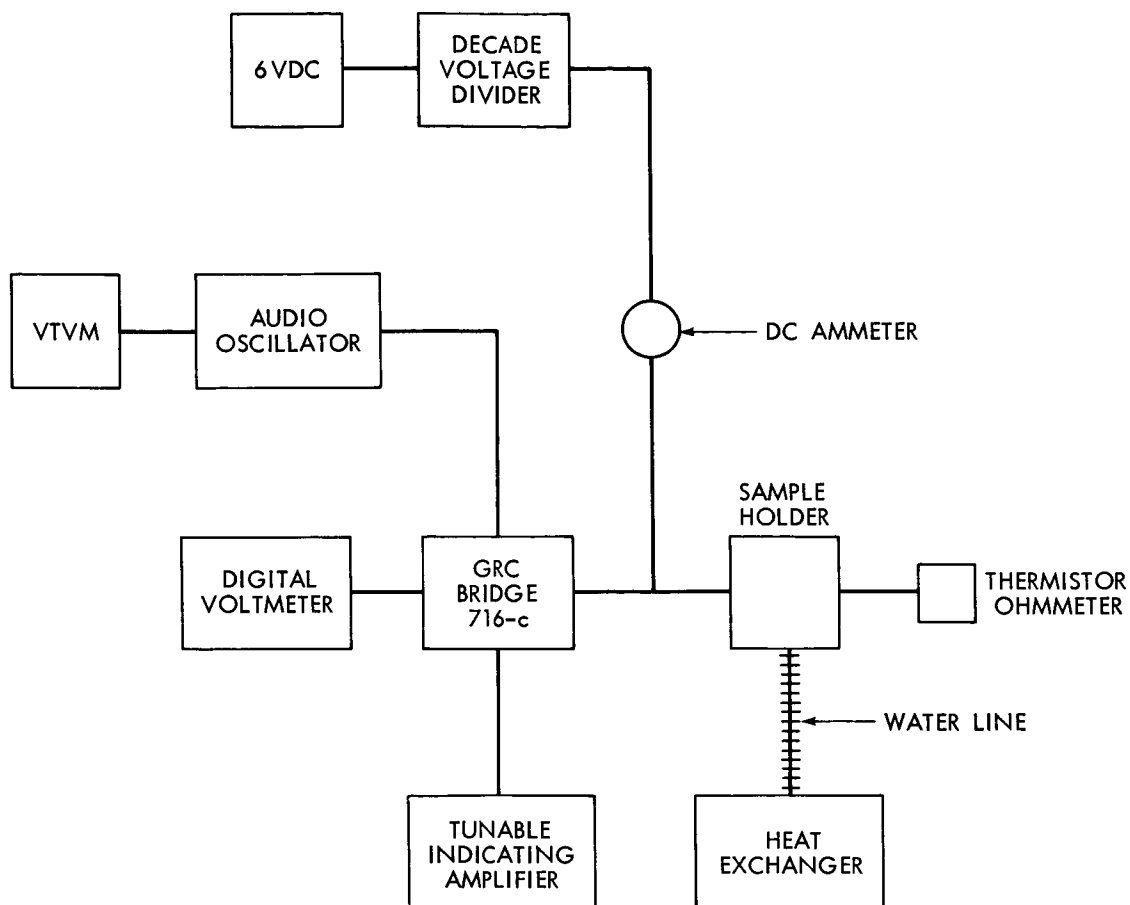 6VDC
DECADE
VOLTAGE
DIVIDER
VTVM
AUDIO
OSCILLATOR
DC AMMETER
SAMPLE
HOLDER
DIGITAL
VOLTMETER
GRC
BRIDGE
716-c
THERMISTOR
OHMMETER
WATER LINE
TUNABLE
INDICATING
AMPLIFIER
HEAT
EXCHANGER